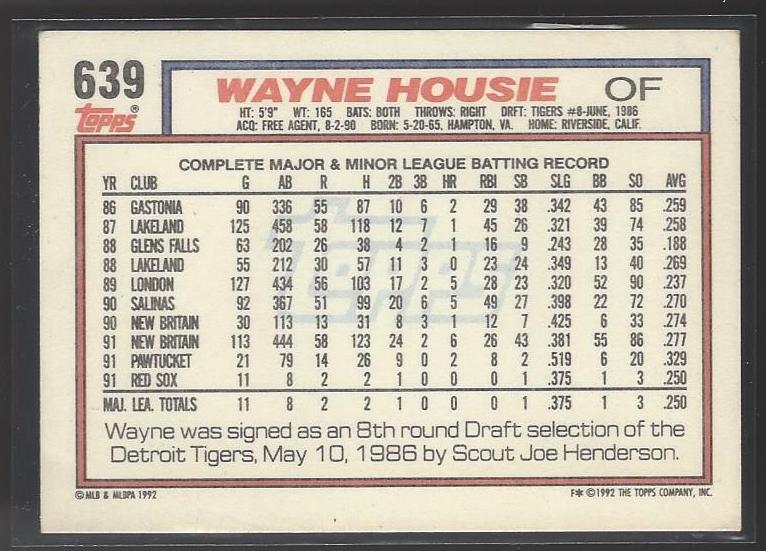 639 WAYNE HOUSIE OF
Topps®
HT: 5'9" WT: 165 BATS: BOTH THROWS: RIGHT DRFT: TIGERS #8-JUNE, 1986
ACQ: FREE AGENT, 8-2-90 BORN: 5-20-65, HAMPTON, VA. HOME: RIVERSIDE, CALIF.
COMPLETE MAJOR & MINOR LEAGUE BATTING RECORD
YR CLUB G AB R H 2B 3B HR RBI SB SLG BB SO AVG
86 GASTONIA 90 336 55 87 10 6 2 29 38 .342 43 85 .259
87 LAKELAND 125 458 58 118 12 7 1 45 26 .321 39 74 .258
88 GLENS FALLS 63 202 26 38 4 2 1 16 9 .243 28 35 .188
88 LAKELAND 55 212 30 57 11 3 0 23 24 .349 13 40 .269
89 LONDON 127 434 56 103 17 2 5 28 23 .320 52 90 .237
90 SALINAS 92 367 51 99 20 6 5 49 27 .398 22 72 .270
90 NEW BRITAIN 30 113 13 31 8 3 1 12 7 .425 6 33 .274
91 NEW BRITAIN 113 444 58 123 24 2 6 26 43 .381 55 86 .277
91 PAWTUCKET 21 79 14 26 9 0 2 8 2 .519 6 20 .329
91 RED SOX 11 8 2 2 1 0 0 0 1 .375 1 3 .250
MAJ. LEA. TOTALS 11 8 2 2 1 0 0 0 1 .375 1 3 .250
Topps
Wayne was signed as an 8th round Draft selection of the
Detroit Tigers, May 10, 1986 by Scout Joe Henderson.
© MLB & MLBPA 1992 F* © 1992 THE TOPPS COMPANY, INC.